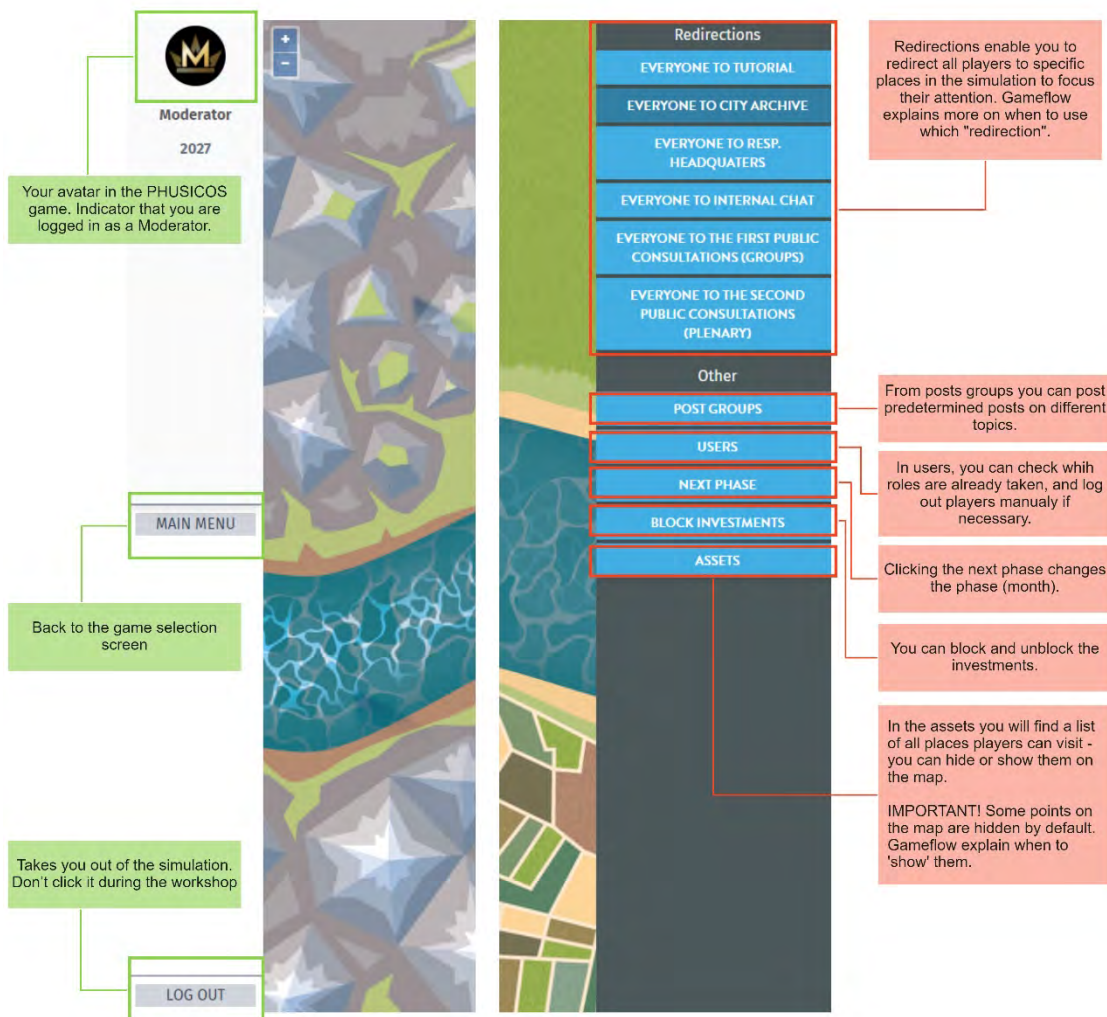 M
Moderator
2027
Your avatar in the PHUSICOS
game. Indicator that you are
logged in as a Moderator.
MAIN MENU
Back to the game selection
screen
Takes you out of the simulation.
Don't click it during the workshop
LOG OUT
+
−
Redirections
EVERYONE TO TUTORIAL
EVERYONE TO CITY ARCHIVE
EVERYONE TO RESP.
HEADQUATERS
EVERYONE TO INTERNAL CHAT
EVERYONE TO THE FIRST PUBLIC
CONSULTATIONS (GROUPS)
EVERYONE TO THE SECOND
PUBLIC CONSULTATIONS
(PLENARY)
Other
POST GROUPS
USERS
NEXT PHASE
BLOCK INVESTMENTS
ASSETS
Redirections enable you to
redirect all players to specific
places in the simulation to focus
their attention. Gameflow
explains more on when to use
which "redirection".
From posts groups you can post
predetermined posts on different
topics.
In users, you can check whih
roles are already taken, and log
out players manualy if
necessary.
Clicking the next phase changes
the phase (month).
You can block and unblock the
investments.
In the assets you will find a list
of all places players can visit -
you can hide or show them on
the map.
IMPORTANT! Some points on
the map are hidden by default.
Gameflow explain when to
'show' them.